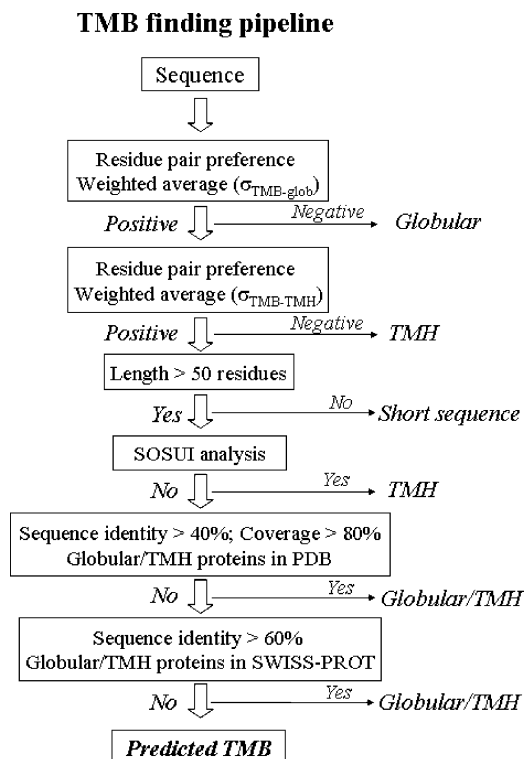 TMB finding pipeline
Sequence
Residue pair preference
Weighted average (σTMB-glob)
Positive
Negative
Globular
Residue pair preference
Weighted average (σTMB-TMH)
Positive
Negative
TMH
Length > 50 residues
Yes
No
Short sequence
SOSUI analysis
No
Yes
TMH
Sequence identity > 40%; Coverage > 80%
Globular/TMH proteins in PDB
No
Yes
Globular/TMH
Sequence identity > 60%
Globular/TMH proteins in SWISS-PROT
No
Yes
Globular/TMH
Predicted TMB